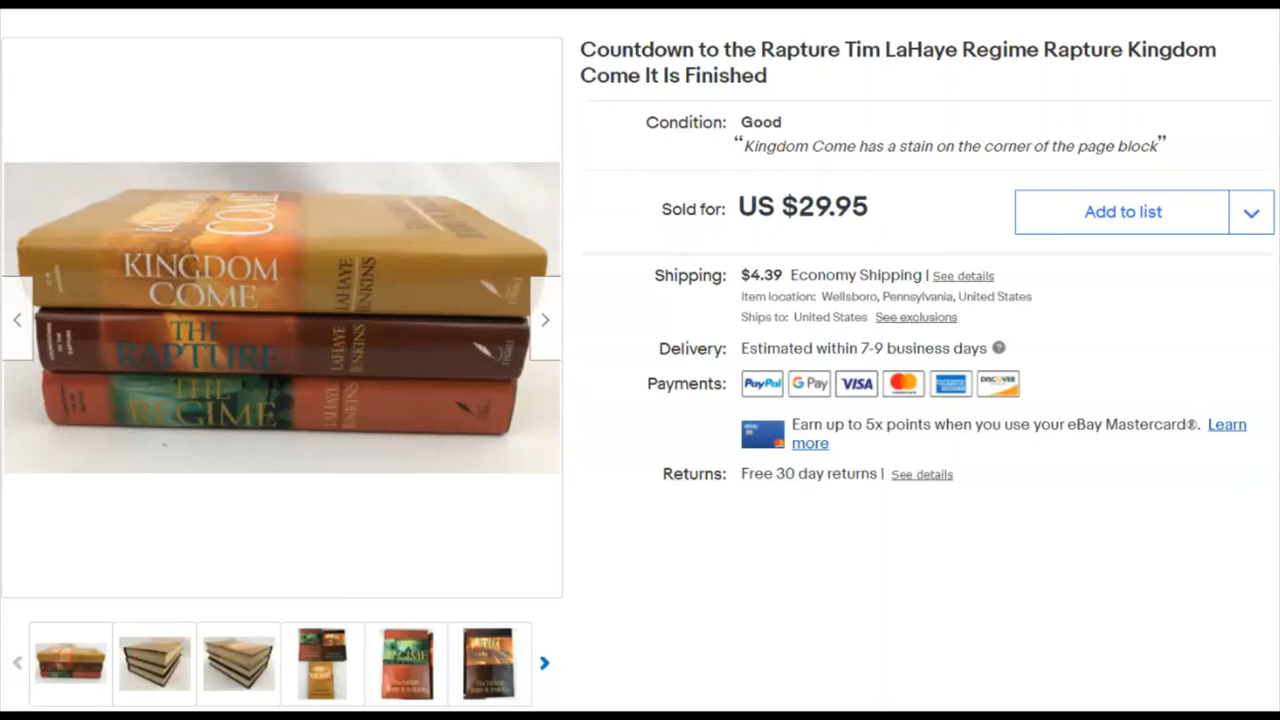 Countdown to the Rapture Tim LaHaye Regime Rapture Kingdom
Come It Is Finished
Condition: Good
“Kingdom Come has a stain on the corner of the page block”
Sold for: US $29.95
Add to list
Shipping: $4.39 Economy Shipping | See details
Item location: Wellsboro, Pennsylvania, United States
Ships to: United States See exclusions
Delivery: Estimated within 7-9 business days
Payments: PayPal G Pay VISA DISCOVER
Earn up to 5x points when you use your eBay Mastercard®. Learn
more
Returns: Free 30 day returns | See details
KINGDOM
COME
LAHAYE
JENKINS
THE
RAPTURE
LAHAYE
JENKINS
THE
REGIME
LAHAYE
JENKINS